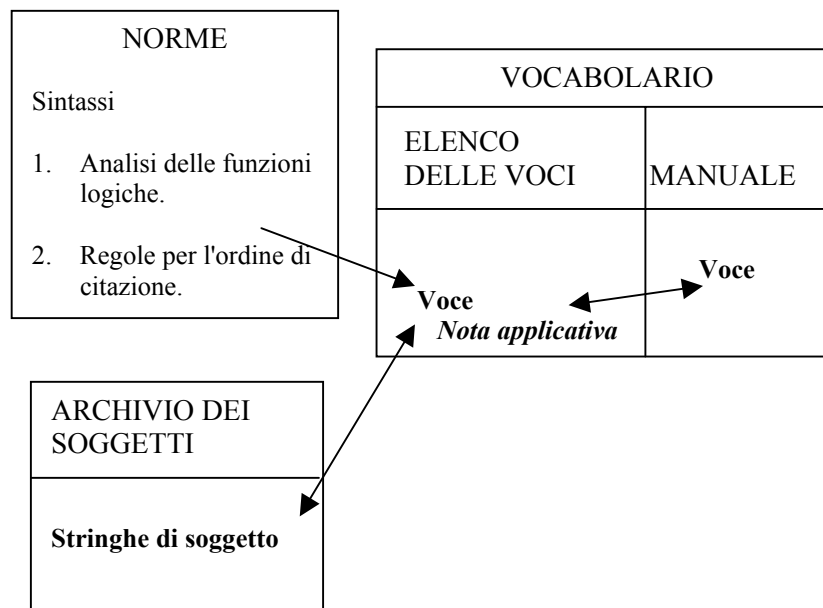 NORME
Sintassi
1. Analisi delle funzioni
logiche.
2. Regole per l'ordine di
citazione.
VOCABOLARIO
ELENCO
DELLE VOCI
MANUALE
Voce
Nota applicativa
Voce
ARCHIVIO DEI
SOGGETTI
Stringhe di soggetto